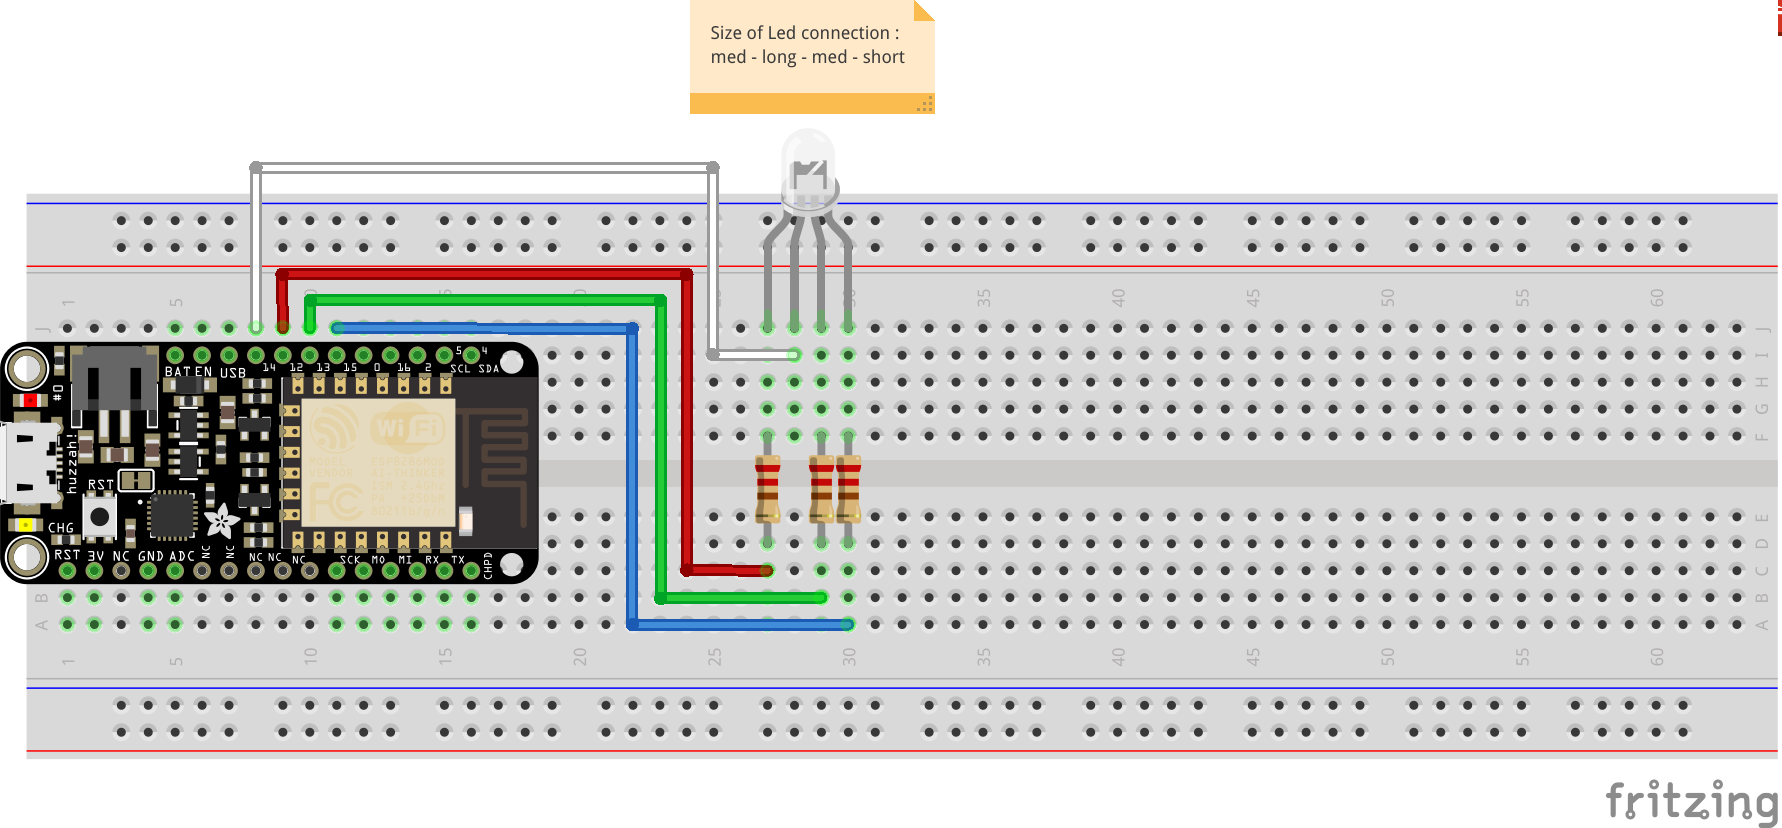 Size of Led connection :
med - long - med - short
1 5 10 15 20 25 30 35 40 45 50 55 60
J J
I
H
G
F
5 4
BAT EN USB 14 12 13 15 0 16 2 SCL SDA
#0
WiFi
huzzah!
RST
FC
CHG
RST 3V NC GND ADC NC NC NC NC NC SCK MO MI RX TX CHPD
E
D
C
B B
A A
1 5 10 15 20 25 30 35 40 45 50 55 60
fritzing